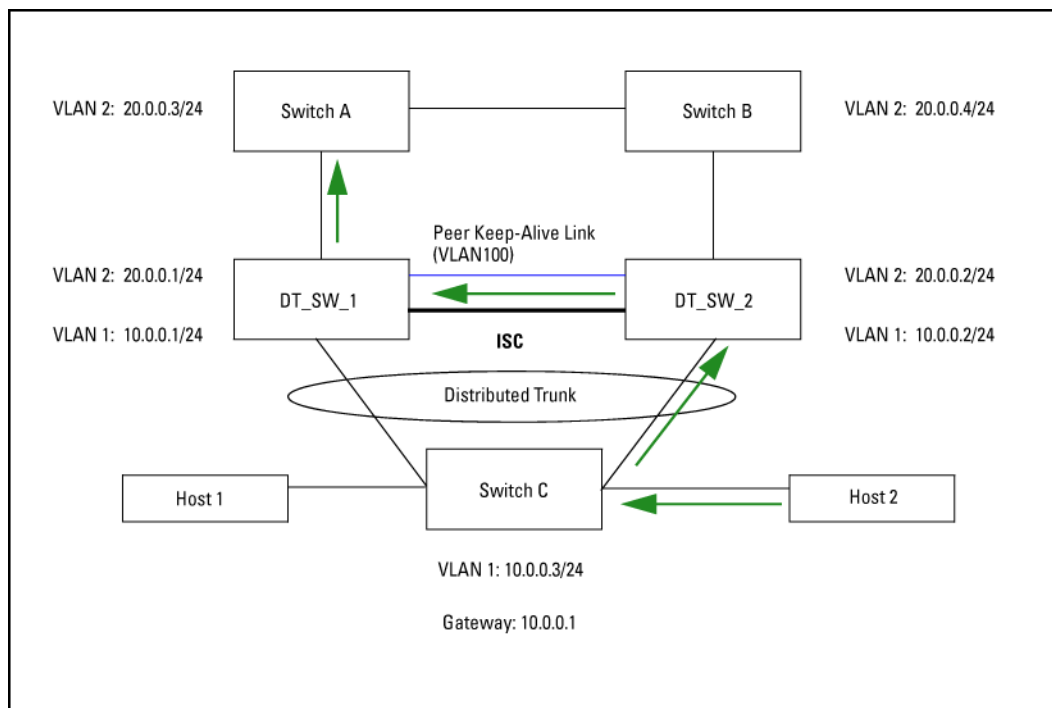 VLAN 2: 20.0.0.3/24
Switch A
Switch B
VLAN 2: 20.0.0.4/24
Peer Keep-Alive Link
(VLAN100)
VLAN 2: 20.0.0.1/24
DT_SW_1
DT_SW_2
VLAN 2: 20.0.0.2/24
VLAN 1: 10.0.0.1/24
ISC
VLAN 1: 10.0.0.2/24
Distributed Trunk
Host 1
Switch C
Host 2
VLAN 1: 10.0.0.3/24
Gateway: 10.0.0.1